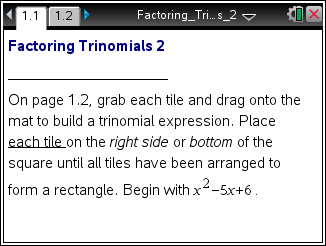 1.1 1.2 Factoring_Tri...s_2
Factoring Trinomials 2
On page 1.2, grab each tile and drag onto the
mat to build a trinomial expression. Place
each tile on the right side or bottom of the
square until all tiles have been arranged to
form a rectangle. Begin with x²−5x+6 .